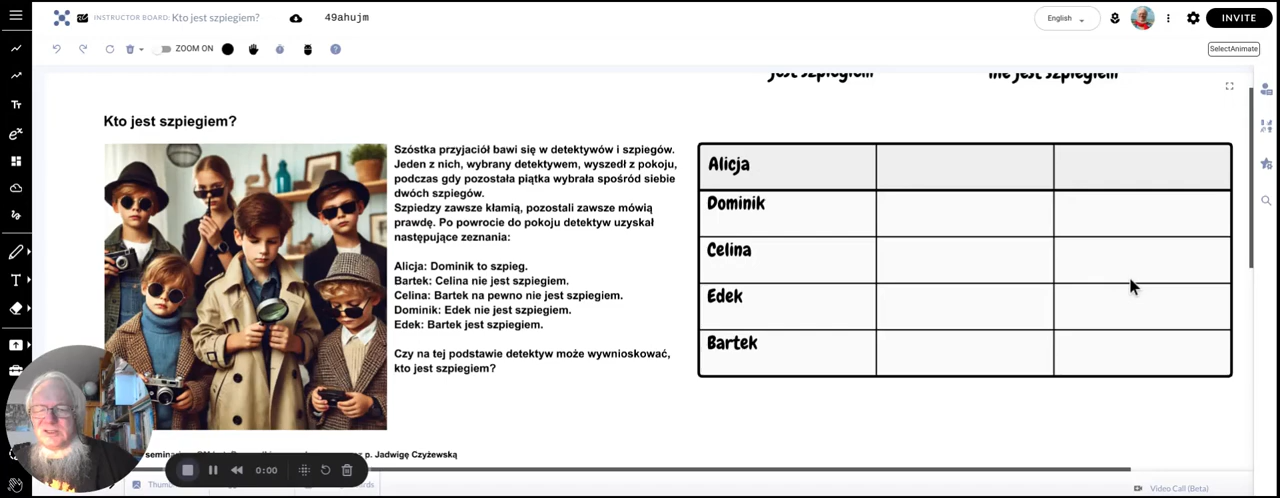 INSTRUCTOR BOARD: Kto jest szpiegiem?
49ahujm
English
INVITE
ZOOM ON
SelectAnimate
jest szpiegiem
nie jest szpiegiem
Kto jest szpiegiem?
Szóstka przyjaciół bawi się w detektywów i szpiegów.
Jeden z nich, wybrany detektywem, wyszedł z pokoju,
podczas gdy pozostała piątka wybrała spośród siebie
dwóch szpiegów.
Szpiedzy zawsze kłamią, pozostali zawsze mówią
prawdę. Po powrocie do pokoju detektyw uzyskał
następujące zeznania:
Alicja: Dominik to szpieg.
Bartek: Celina nie jest szpiegiem.
Celina: Bartek na pewno nie jest szpiegiem.
Dominik: Edek nie jest szpiegiem.
Edek: Bartek jest szpiegiem.
Czy na tej podstawie detektyw może wywnioskować,
kto jest szpiegiem?
Alicja
Dominik
Celina
Edek
Bartek
p. Jadwigę Czyżewską
0:00
Video Call (Beta)